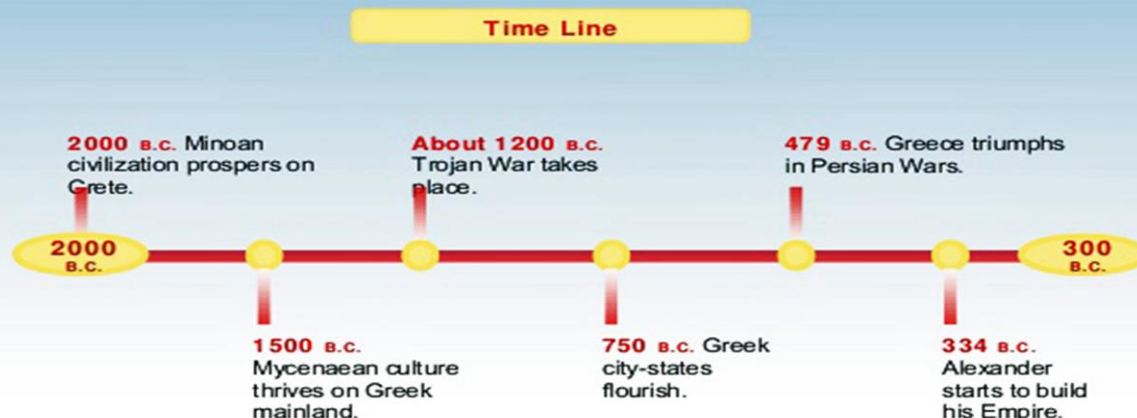 Time Line
2000 B.C. Minoan
civilization prospers on
Crete.
About 1200 B.C.
Trojan War takes
place.
479 B.C. Greece triumphs
in Persian Wars.
2000
B.C.
300
B.C.
1500 B.C.
Mycenaean culture
thrives on Greek
mainland.
750 B.C. Greek
city-states
flourish.
334 B.C.
Alexander
starts to build
his Empire.